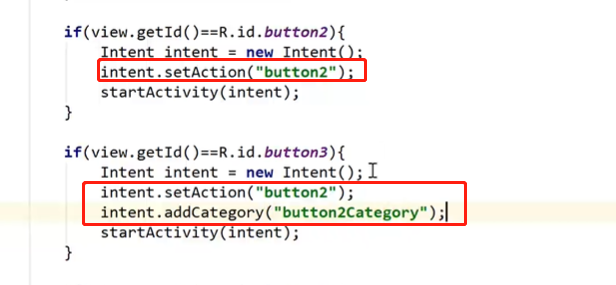 if(view.getId()==R.id.button2){
Intent intent = new Intent();
intent.setAction("button2");
startActivity(intent);
}
if(view.getId()==R.id.button3){
Intent intent = new Intent();
intent.setAction("button2");
intent.addCategory("button2Category");
startActivity(intent);
}